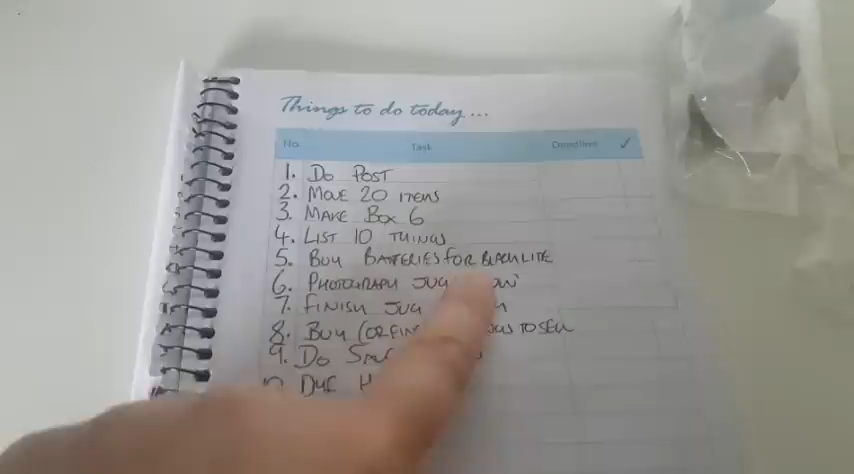 Things to do today...
No. Task Deadline ✓
1. Do Post
2. Move 20 items
3. Make Box 6
4. List 10 Things
5. Buy Batteries for Blacklite
6. Photograph Jug
7. Finish Jug
8. Buy (or Fin to sell
9. Do
10.